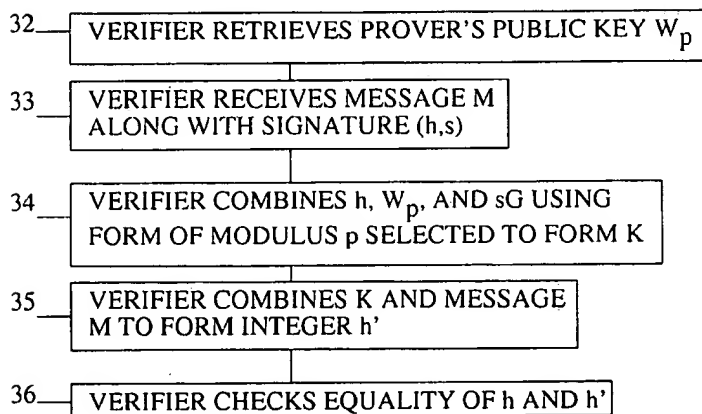 32 VERIFIER RETRIEVES PROVER'S PUBLIC KEY Wp
33 VERIFIER RECEIVES MESSAGE M
ALONG WITH SIGNATURE (h,s)
34 VERIFIER COMBINES h, Wp, AND sG USING
FORM OF MODULUS p SELECTED TO FORM K
35 VERIFIER COMBINES K AND MESSAGE
M TO FORM INTEGER h'
36 VERIFIER CHECKS EQUALITY OF h AND h'